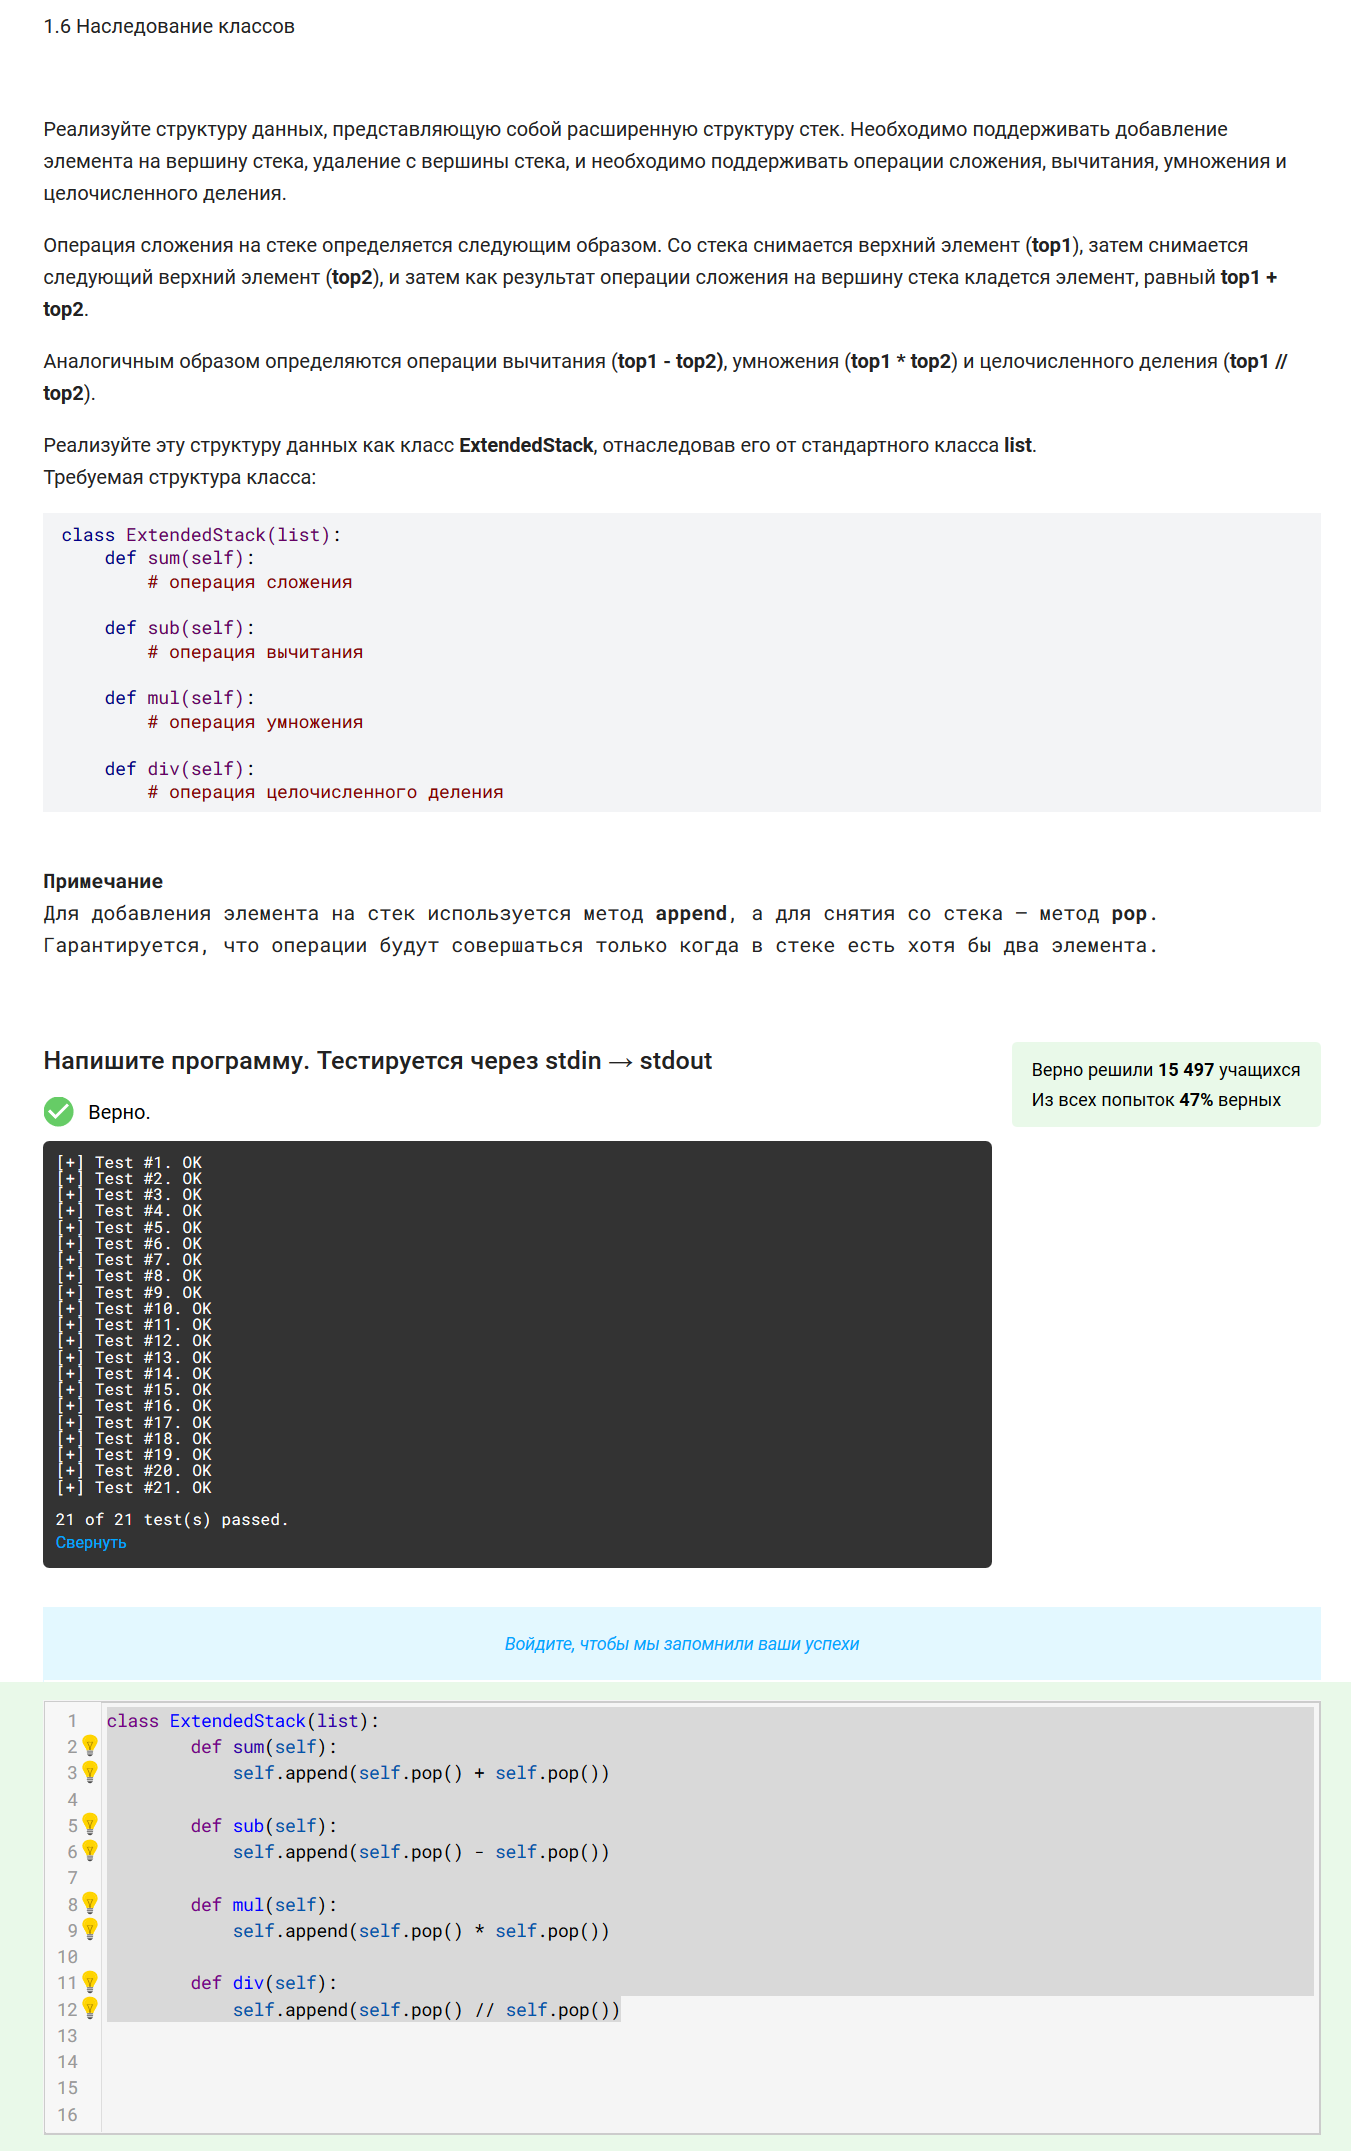 1.6 Наследование классов
Реализуйте структуру данных, представляющую собой расширенную структуру стек. Необходимо поддерживать добавление
элемента на вершину стека, удаление с вершины стека, и необходимо поддерживать операции сложения, вычитания, умножения и
целочисленного деления.
Операция сложения на стеке определяется следующим образом. Со стека снимается верхний элемент (top1), затем снимается
следующий верхний элемент (top2), и затем как результат операции сложения на вершину стека кладется элемент, равный top1 +
top2.
Аналогичным образом определяются операции вычитания (top1 - top2), умножения (top1 * top2) и целочисленного деления (top1 //
top2).
Реализуйте эту структуру данных как класс ExtendedStack, отнаследовав его от стандартного класса list.
Требуемая структура класса:
class ExtendedStack(list):
    def sum(self):
        # операция сложения
    def sub(self):
        # операция вычитания
    def mul(self):
        # операция умножения
    def div(self):
        # операция целочисленного деления
Примечание
Для добавления элемента на стек используется метод append, а для снятия со стека – метод pop.
Гарантируется, что операции будут совершаться только когда в стеке есть хотя бы два элемента.
Напишите программу. Тестируется через stdin → stdout
Верно решили 15 497 учащихся
Из всех попыток 47% верных
Верно.
[+] Test #1. OK
[+] Test #2. OK
[+] Test #3. OK
[+] Test #4. OK
[+] Test #5. OK
[+] Test #6. OK
[+] Test #7. OK
[+] Test #8. OK
[+] Test #9. OK
[+] Test #10. OK
[+] Test #11. OK
[+] Test #12. OK
[+] Test #13. OK
[+] Test #14. OK
[+] Test #15. OK
[+] Test #16. OK
[+] Test #17. OK
[+] Test #18. OK
[+] Test #19. OK
[+] Test #20. OK
[+] Test #21. OK
21 of 21 test(s) passed.
Свернуть
Войдите, чтобы мы запомнили ваши успехи
1 class ExtendedStack(list):
2         def sum(self):
3             self.append(self.pop() + self.pop())
4
5         def sub(self):
6             self.append(self.pop() - self.pop())
7
8         def mul(self):
9             self.append(self.pop() * self.pop())
10
11         def div(self):
12             self.append(self.pop() // self.pop())
13
14
15
16